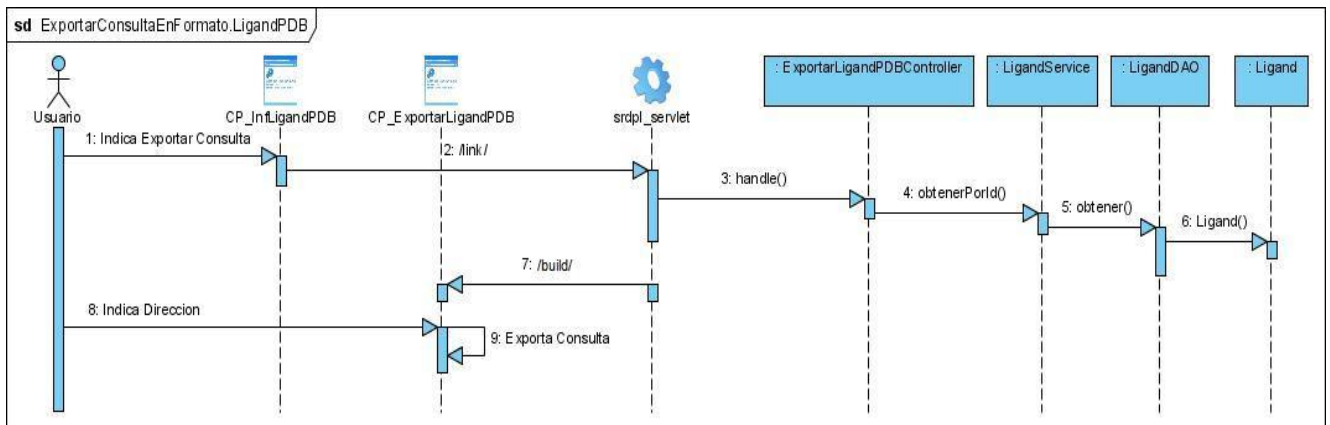 sd ExportarConsultaEnFormato.LigandPDB
: ExportarLigandPDBController
: LigandService
: LigandDAO
: Ligand
Usuario
CP_InfLigandPDB
CP_ExportarLigandPDB
srdpl_servlet
1: Indica Exportar Consulta
2: /link/
3: handle()
4: obtenerPorId()
5: obtener()
6: Ligand()
7: /build/
8: Indica Direccion
9: Exporta Consulta